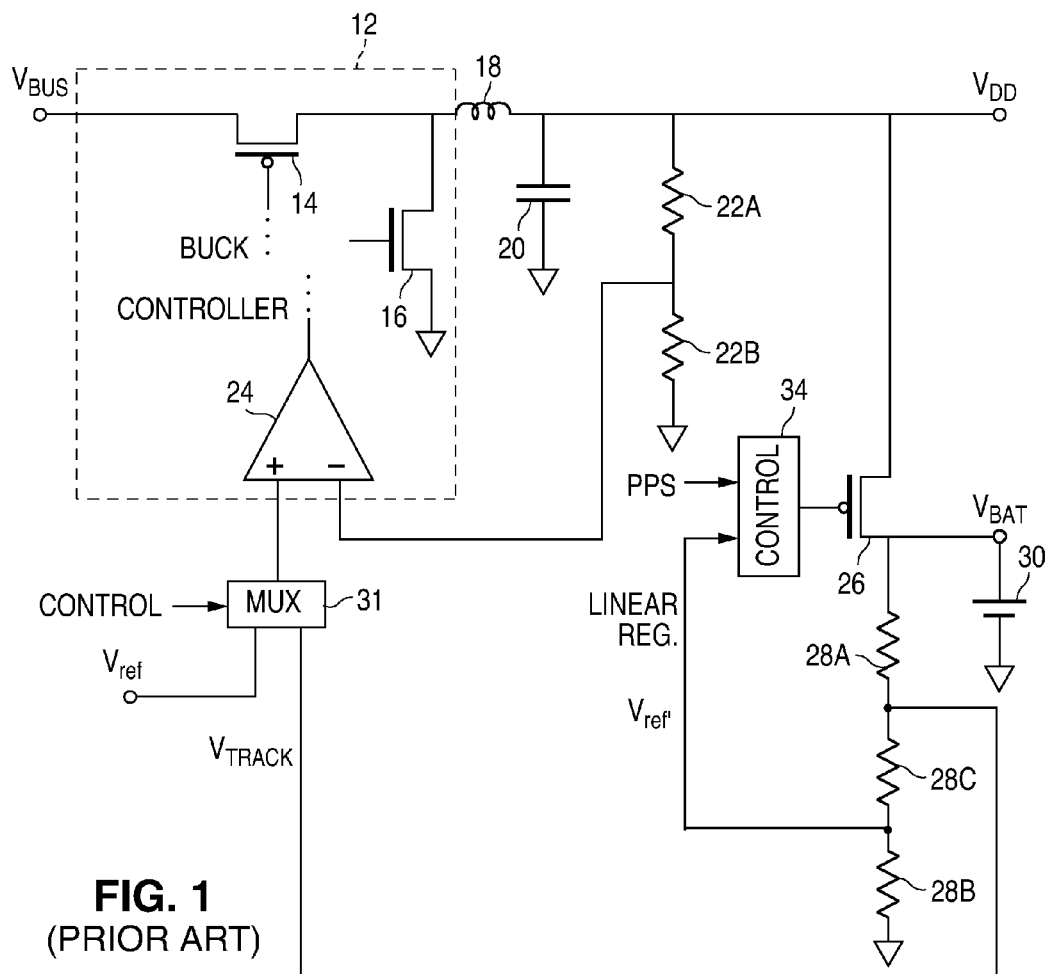 12
V_BUS
18
V_DD
14
22A
20
BUCK
16
CONTROLLER
22B
24
34
+ −
PPS
CONTROL
V_BAT
26
30
CONTROL
MUX
31
LINEAR
REG.
28A
V_ref
V_ref'
V_TRACK
28C
28B
FIG. 1
(PRIOR ART)